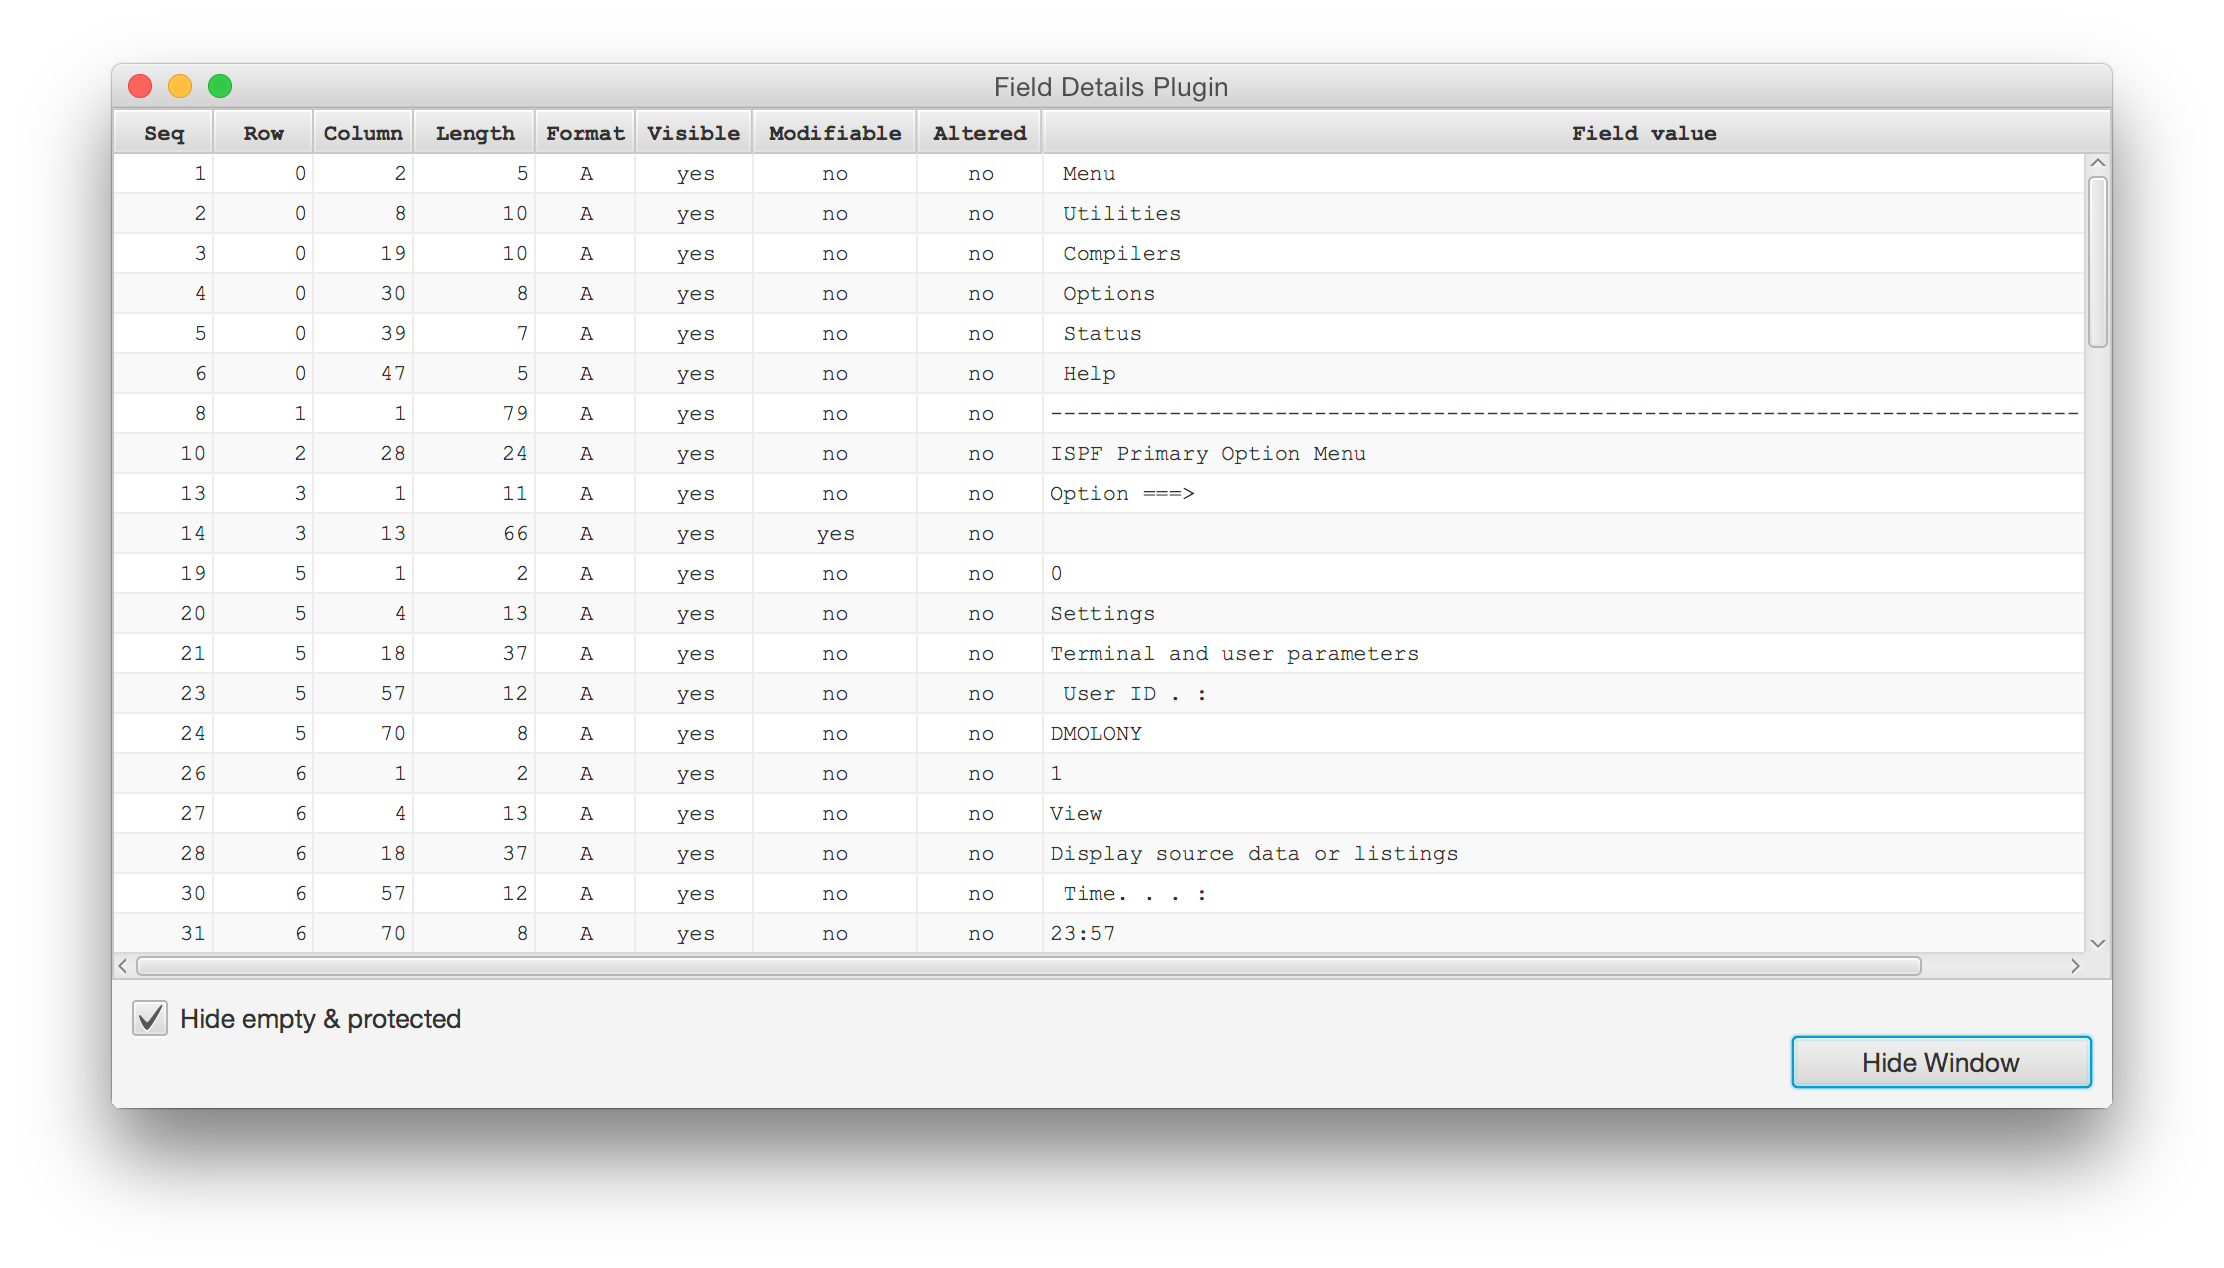 Field Details Plugin
Seq Row Column Length Format Visible Modifiable Altered Field value
1 0 2 5 A yes no no Menu
2 0 8 10 A yes no no Utilities
3 0 19 10 A yes no no Compilers
4 0 30 8 A yes no no Options
5 0 39 7 A yes no no Status
6 0 47 5 A yes no no Help
8 1 1 79 A yes no no -------------------------------------------------------------------------------
10 2 28 24 A yes no no ISPF Primary Option Menu
13 3 1 11 A yes no no Option ===>
14 3 13 66 A yes yes no
19 5 1 2 A yes no no 0
20 5 4 13 A yes no no Settings
21 5 18 37 A yes no no Terminal and user parameters
23 5 57 12 A yes no no User ID . :
24 5 70 8 A yes no no DMOLONY
26 6 1 2 A yes no no 1
27 6 4 13 A yes no no View
28 6 18 37 A yes no no Display source data or listings
30 6 57 12 A yes no no Time. . . :
31 6 70 8 A yes no no 23:57
Hide empty & protected
Hide Window